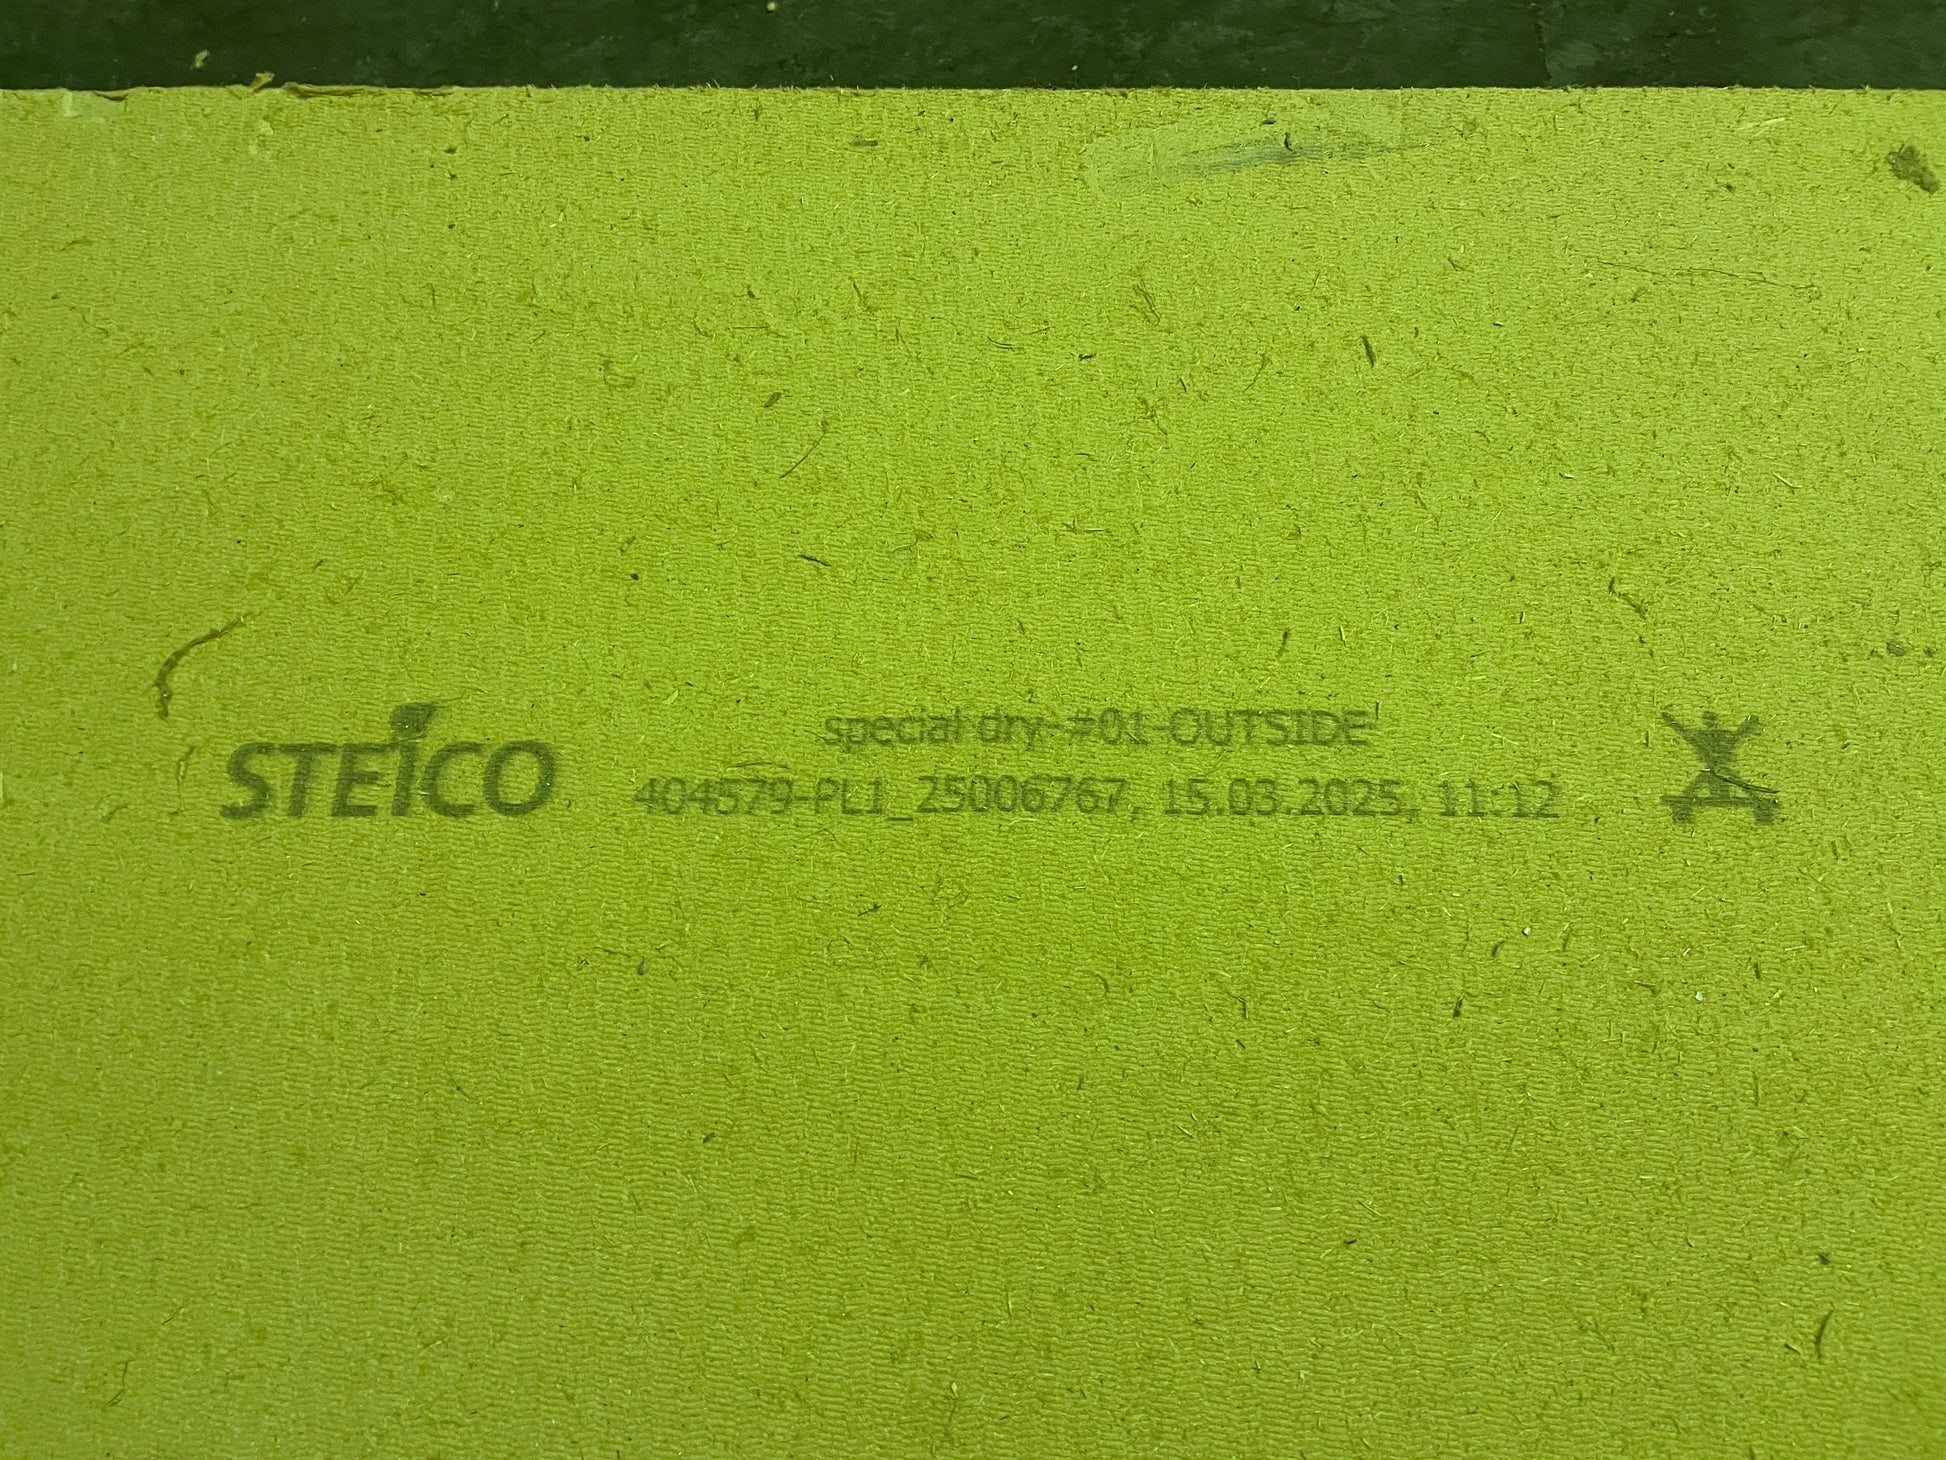 STEICO
special dry-#01-OUTSIDE
404579-PL1_25006767, 15.03.2025, 11:12